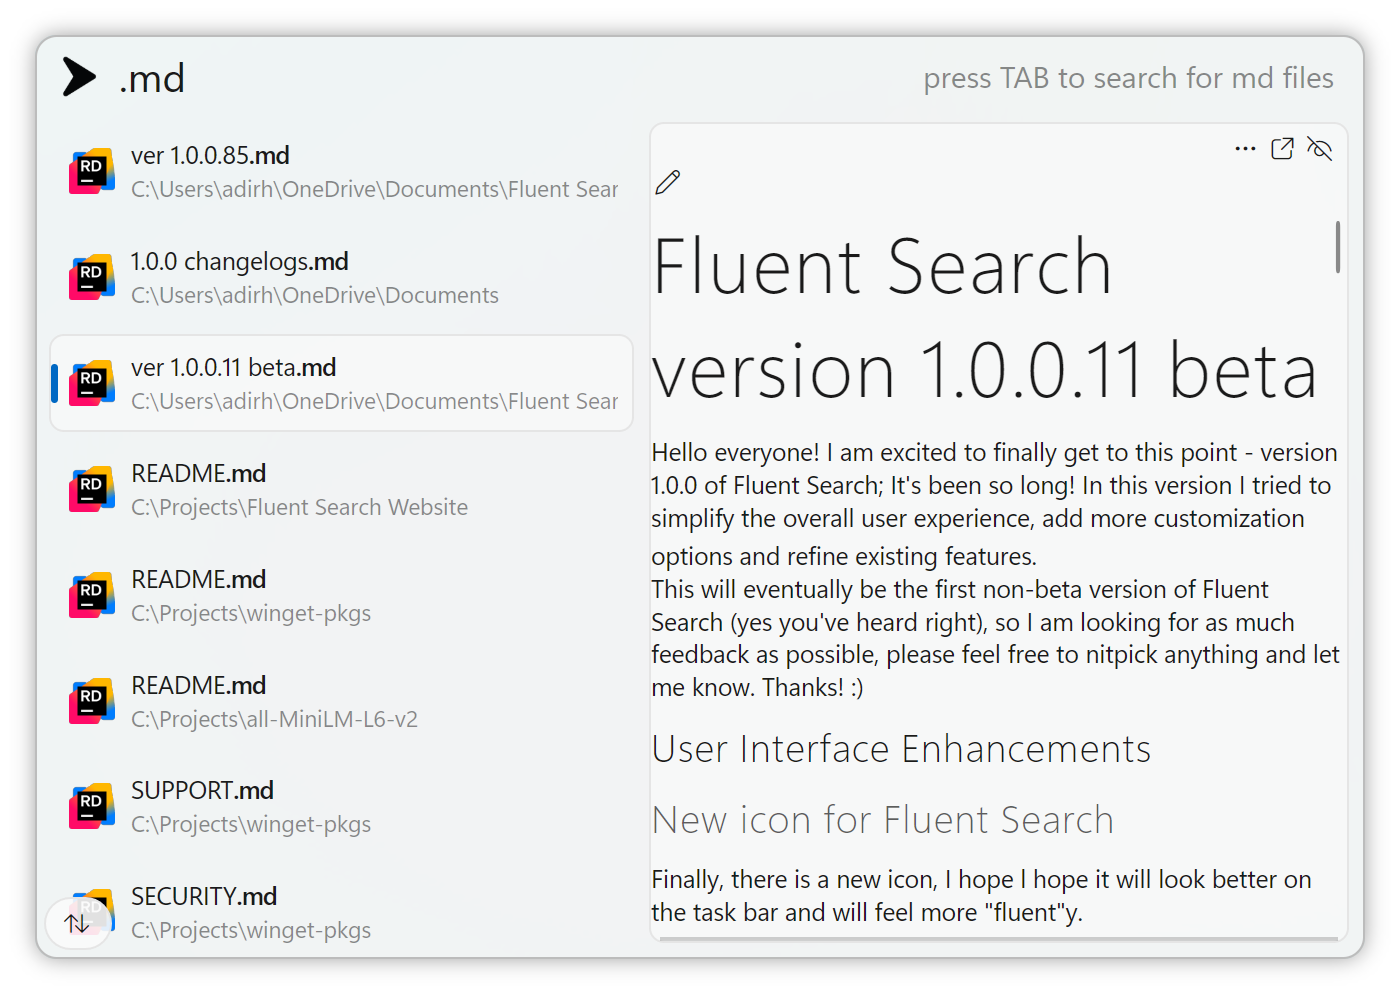 .md
press TAB to search for md files
RD
ver 1.0.0.85.md
C:\Users\adirh\OneDrive\Documents\Fluent Sear
RD
1.0.0 changelogs.md
C:\Users\adirh\OneDrive\Documents
RD
ver 1.0.0.11 beta.md
C:\Users\adirh\OneDrive\Documents\Fluent Sear
RD
README.md
C:\Projects\Fluent Search Website
RD
README.md
C:\Projects\winget-pkgs
RD
README.md
C:\Projects\all-MiniLM-L6-v2
RD
SUPPORT.md
C:\Projects\winget-pkgs
RD
SECURITY.md
C:\Projects\winget-pkgs
Fluent Search
version 1.0.0.11 beta
Hello everyone! I am excited to finally get to this point - version
1.0.0 of Fluent Search; It's been so long! In this version I tried to
simplify the overall user experience, add more customization
options and refine existing features.
This will eventually be the first non-beta version of Fluent
Search (yes you've heard right), so I am looking for as much
feedback as possible, please feel free to nitpick anything and let
me know. Thanks! :)
User Interface Enhancements
New icon for Fluent Search
Finally, there is a new icon, I hope I hope it will look better on
the task bar and will feel more "fluent"y.